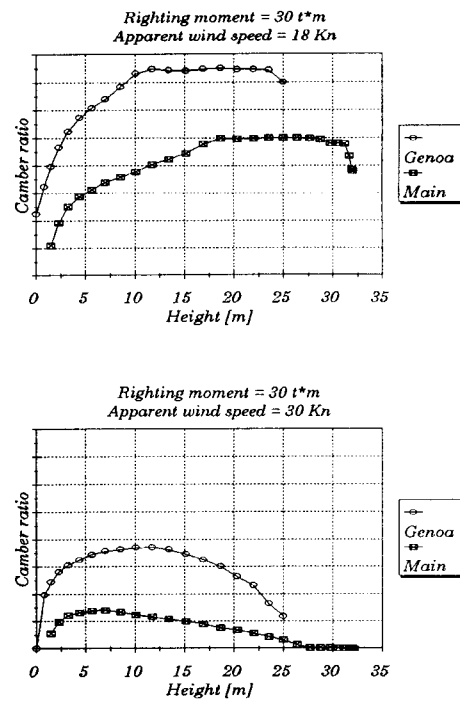 Righting moment = 30 t*m
Apparent wind speed = 18 Kn
Camber ratio
Genoa
Main
0 5 10 15 20 25 30 35
Height [m]
Righting moment = 30 t*m
Apparent wind speed = 30 Kn
Camber ratio
Genoa
Main
0 5 10 15 20 25 30 35
Height [m]